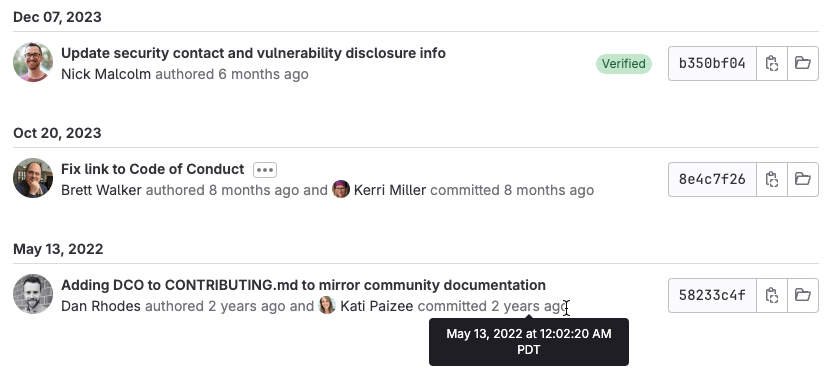 Dec 07, 2023
Update security contact and vulnerability disclosure info
Nick Malcolm authored 6 months ago
Verified
b350bf04
Oct 20, 2023
Fix link to Code of Conduct
Brett Walker authored 8 months ago and Kerri Miller committed 8 months ago
8e4c7f26
May 13, 2022
Adding DCO to CONTRIBUTING.md to mirror community documentation
Dan Rhodes authored 2 years ago and Kati Paizee committed 2 years ago
58233c4f
May 13, 2022 at 12:02:20 AM
PDT